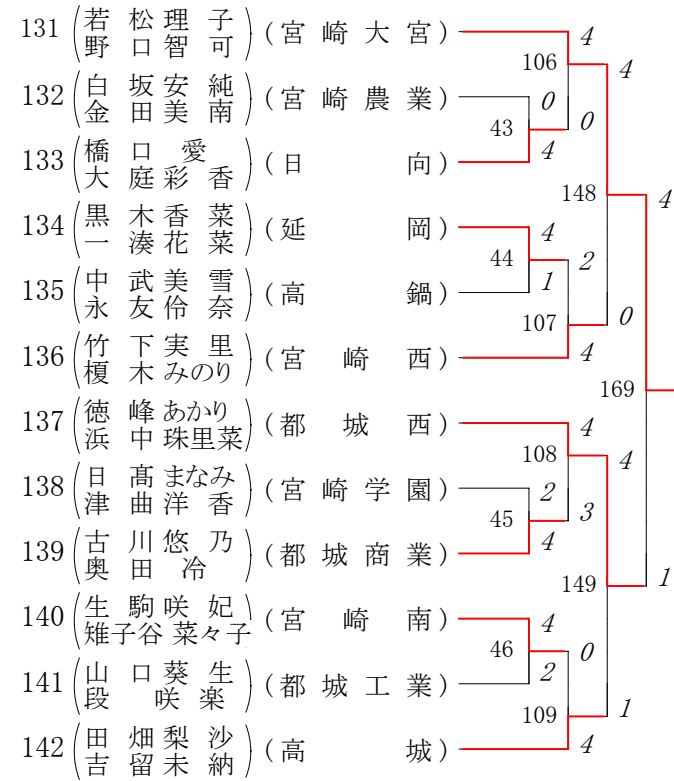 131 (若松理子 野口智可) (宮崎大宮) 4
106 4
132 (白坂安純 金田美南) (宮崎農業) 0
43 0
133 (橋口愛 大庭彩香) (日向) 4
148 4
134 (黒木香菜 一湊花菜) (延岡) 4
44 2
135 (中武美雪 永友伶奈) (高鍋) 1
107 0
136 (竹下実里 榎木みのり) (宮崎西) 4
169
137 (徳峰あかり 浜中珠里菜) (都城西) 4
108 4
138 (日髙まなみ 津曲洋香) (宮崎学園) 2
45 3
139 (古川悠乃 奥田冷) (都城商業) 4
149 1
140 (生駒咲妃 雉子谷菜々子) (宮崎南) 4
46 0
141 (山口葵生 段咲楽) (都城工業) 2
109 1
142 (田畑梨沙 吉留未納) (高城) 4